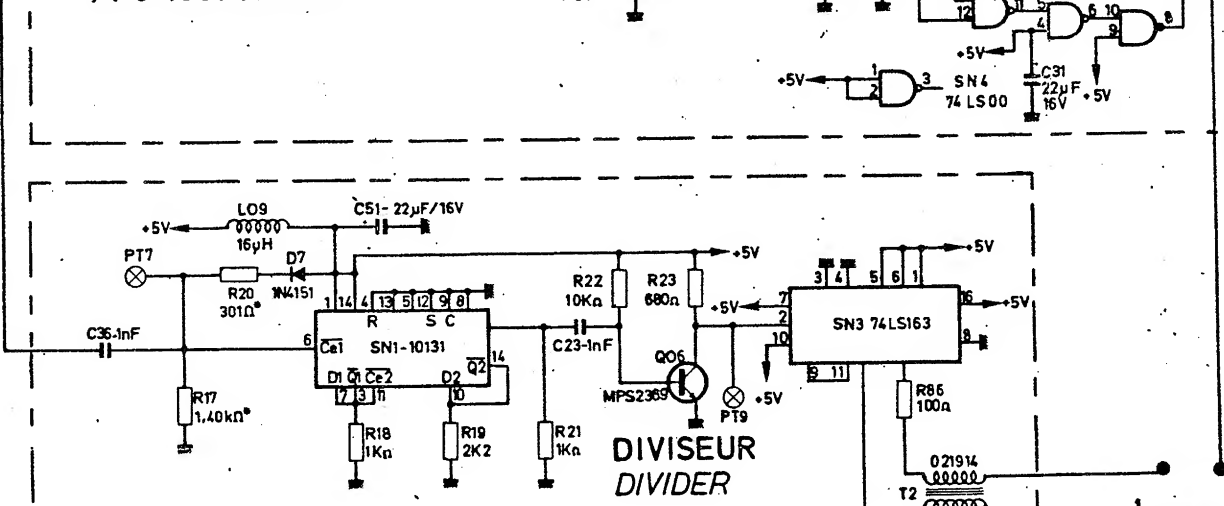 12
11
5
4
6
10
9
8
+5V
C31
22µF
16V
+5V
+5V
1
2
3
SN4
74LS00
LO9
16µH
+5V
C51-22µF/16V
PT7
D7
1N4151
R20
301Ω*
+5V
1 14 4 13 5 12 9 8
R S C
C36-1nF
6
Ce1
SN1-10131
D1 Q1 Ce2
7 3 11
D2
10
Q2
14
R17
1,40kΩ*
R18
1KΩ
R19
2K2
R21
1KΩ
C23-1nF
R22
10KΩ
R23
680Ω
QO6
MPS2369
PT9
+5V
7
2
10
+5V
3 4 5 6 1
+5V
16
+5V
8
SN3 74LS163
9 11
R86
100Ω
DIVISEUR
DIVIDER
021914
T2